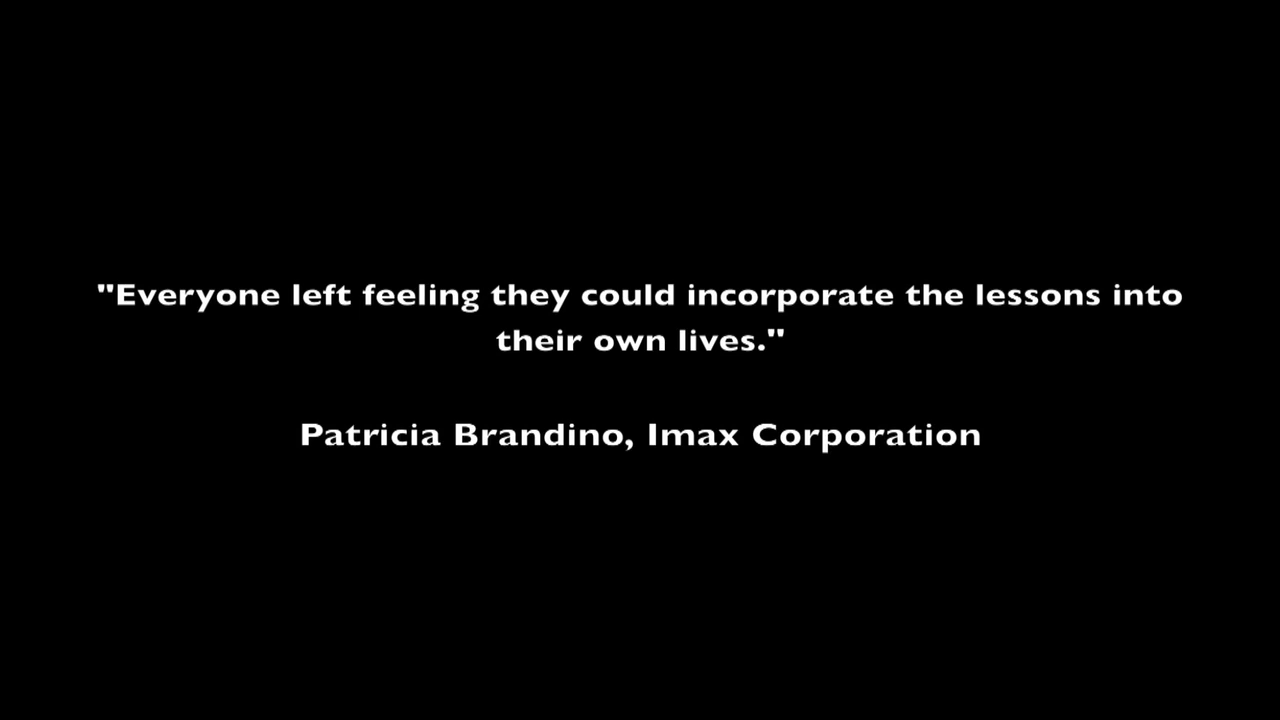 "Everyone left feeling they could incorporate the lessons into
their own lives."
Patricia Brandino, Imax Corporation